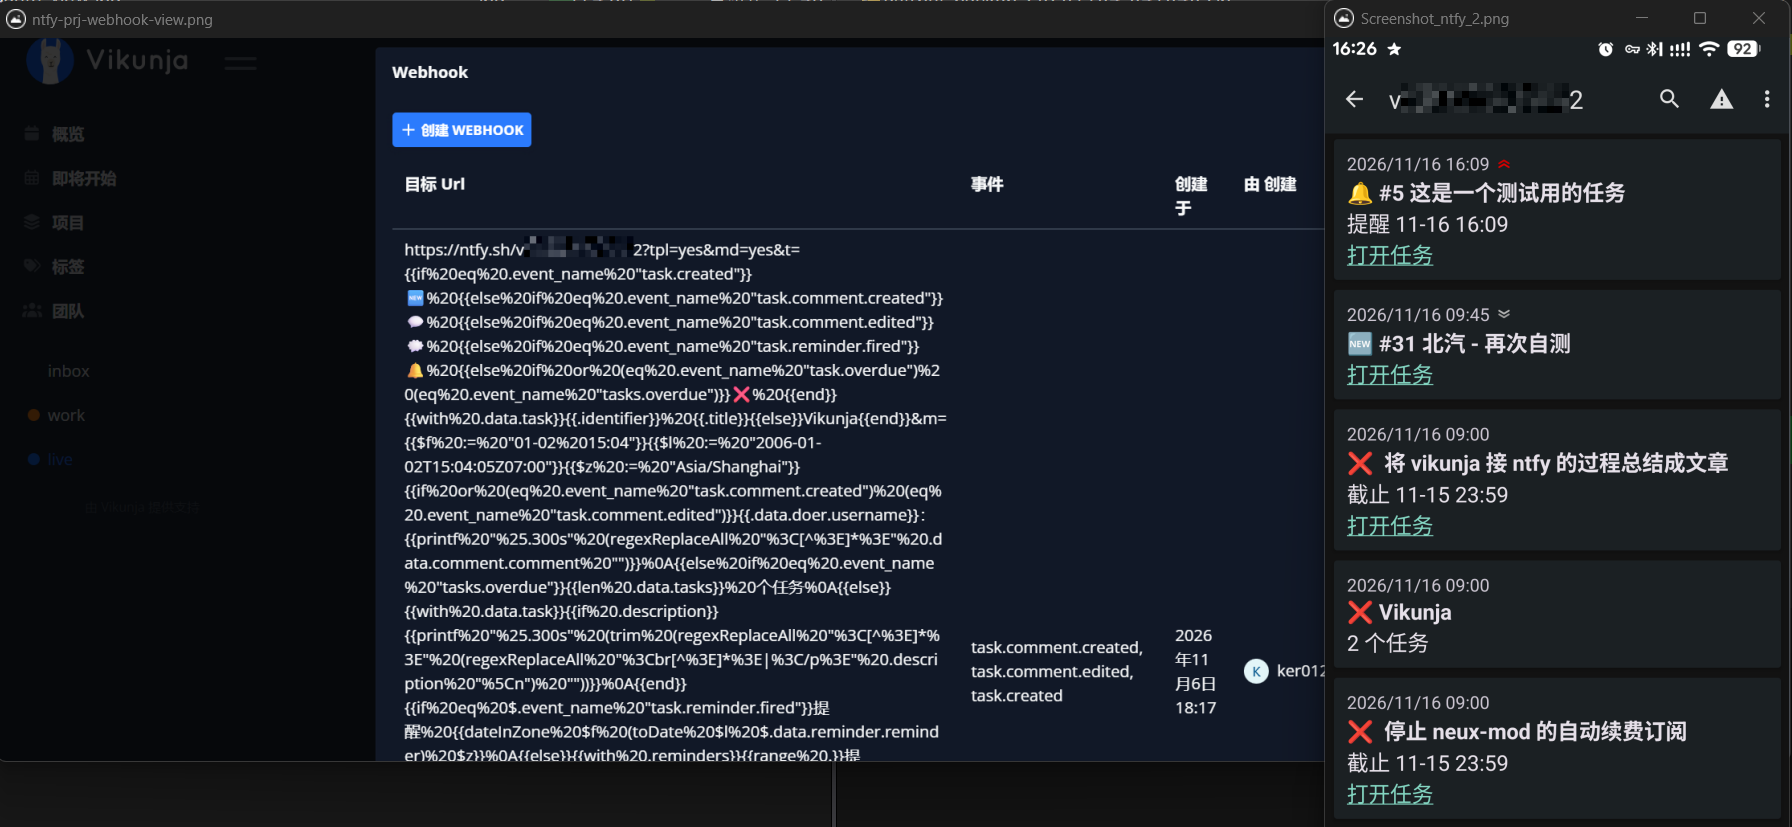 ntfy-prj-webhook-view.png
Vikunja
概览
即将开始
项目
标签
团队
inbox
work
live
Webhook
+ 创建 WEBHOOK
目标 Url
事件
创建
于
由 创建
https://ntfy.sh/v 2?tpl=yes&md=yes&t=
{{if%20eq%20.event_name%20"task.created"}}
🆕%20{{else%20if%20eq%20.event_name%20"task.comment.created"}}
💬%20{{else%20if%20eq%20.event_name%20"task.comment.edited"}}
💭%20{{else%20if%20eq%20.event_name%20"task.reminder.fired"}}
🔔%20{{else%20if%20or%20(eq%20.event_name%20"task.overdue")%2
0(eq%20.event_name%20"tasks.overdue")}}❌%20{{end}}
{{with%20.data.task}}{{.identifier}}%20{{.title}}{{else}}Vikunja{{end}}&m=
{{$f%20:=%20"01-02%2015:04"}}{{$l%20:=%20"2006-01-
02T15:04:05Z07:00"}}{{$z%20:=%20"Asia/Shanghai"}}
{{if%20or%20(eq%20.event_name%20"task.comment.created")%20(eq%
20.event_name%20"task.comment.edited")}}{{.data.doer.username}}：
{{printf%20"%25.300s"%20(regexReplaceAll%20"%3C[^%3E]*%3E"%20.d
ata.comment.comment%20"")}}%0A{{else%20if%20eq%20.event_name
%20"tasks.overdue"}}{{len%20.data.tasks}}%20个任务%0A{{else}}
{{with%20.data.task}}{{if%20.description}}
{{printf%20"%25.300s"%20(trim%20(regexReplaceAll%20"%3C[^%3E]*%
3E"%20(regexReplaceAll%20"%3Cbr[^%3E]*%3E|%3C/p%3E"%20.descri
ption%20"%5Cn")%20""))}}%0A{{end}}
{{if%20eq%20$.event_name%20"task.reminder.fired"}}提
醒%20{{dateInZone%20$f%20(toDate%20$l%20$.data.reminder.remind
er)%20$z}}%0A{{else}}{{with%20.reminders}}{{range%20.}}提
task.comment.created,
task.comment.edited,
task.created
2026
年11
月6日
18:17
K ker012
Screenshot_ntfy_2.png
16:26 ★
92
v 2
2026/11/16 16:09
🔔 #5 这是一个测试用的任务
提醒 11-16 16:09
打开任务
2026/11/16 09:45
🆕 #31 北汽 - 再次自测
打开任务
2026/11/16 09:00
❌ 将 vikunja 接 ntfy 的过程总结成文章
截止 11-15 23:59
打开任务
2026/11/16 09:00
❌ Vikunja
2 个任务
2026/11/16 09:00
❌ 停止 neux-mod 的自动续费订阅
截止 11-15 23:59
打开任务